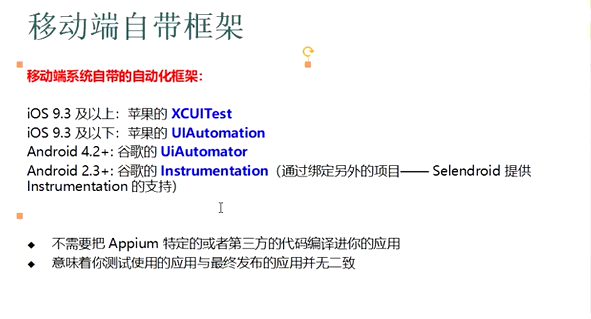 移动端自带框架
移动端系统自带的自动化框架：
iOS 9.3 及以上：苹果的 XCUITest
iOS 9.3 及以下：苹果的 UIAutomation
Android 4.2+: 谷歌的 UiAutomator
Android 2.3+: 谷歌的 Instrumentation（通过绑定另外的项目—— Selendroid 提供
Instrumentation 的支持）
◆ 不需要把 Appium 特定的或者第三方的代码编译进你的应用
◆ 意味着你测试使用的应用与最终发布的应用并无二致